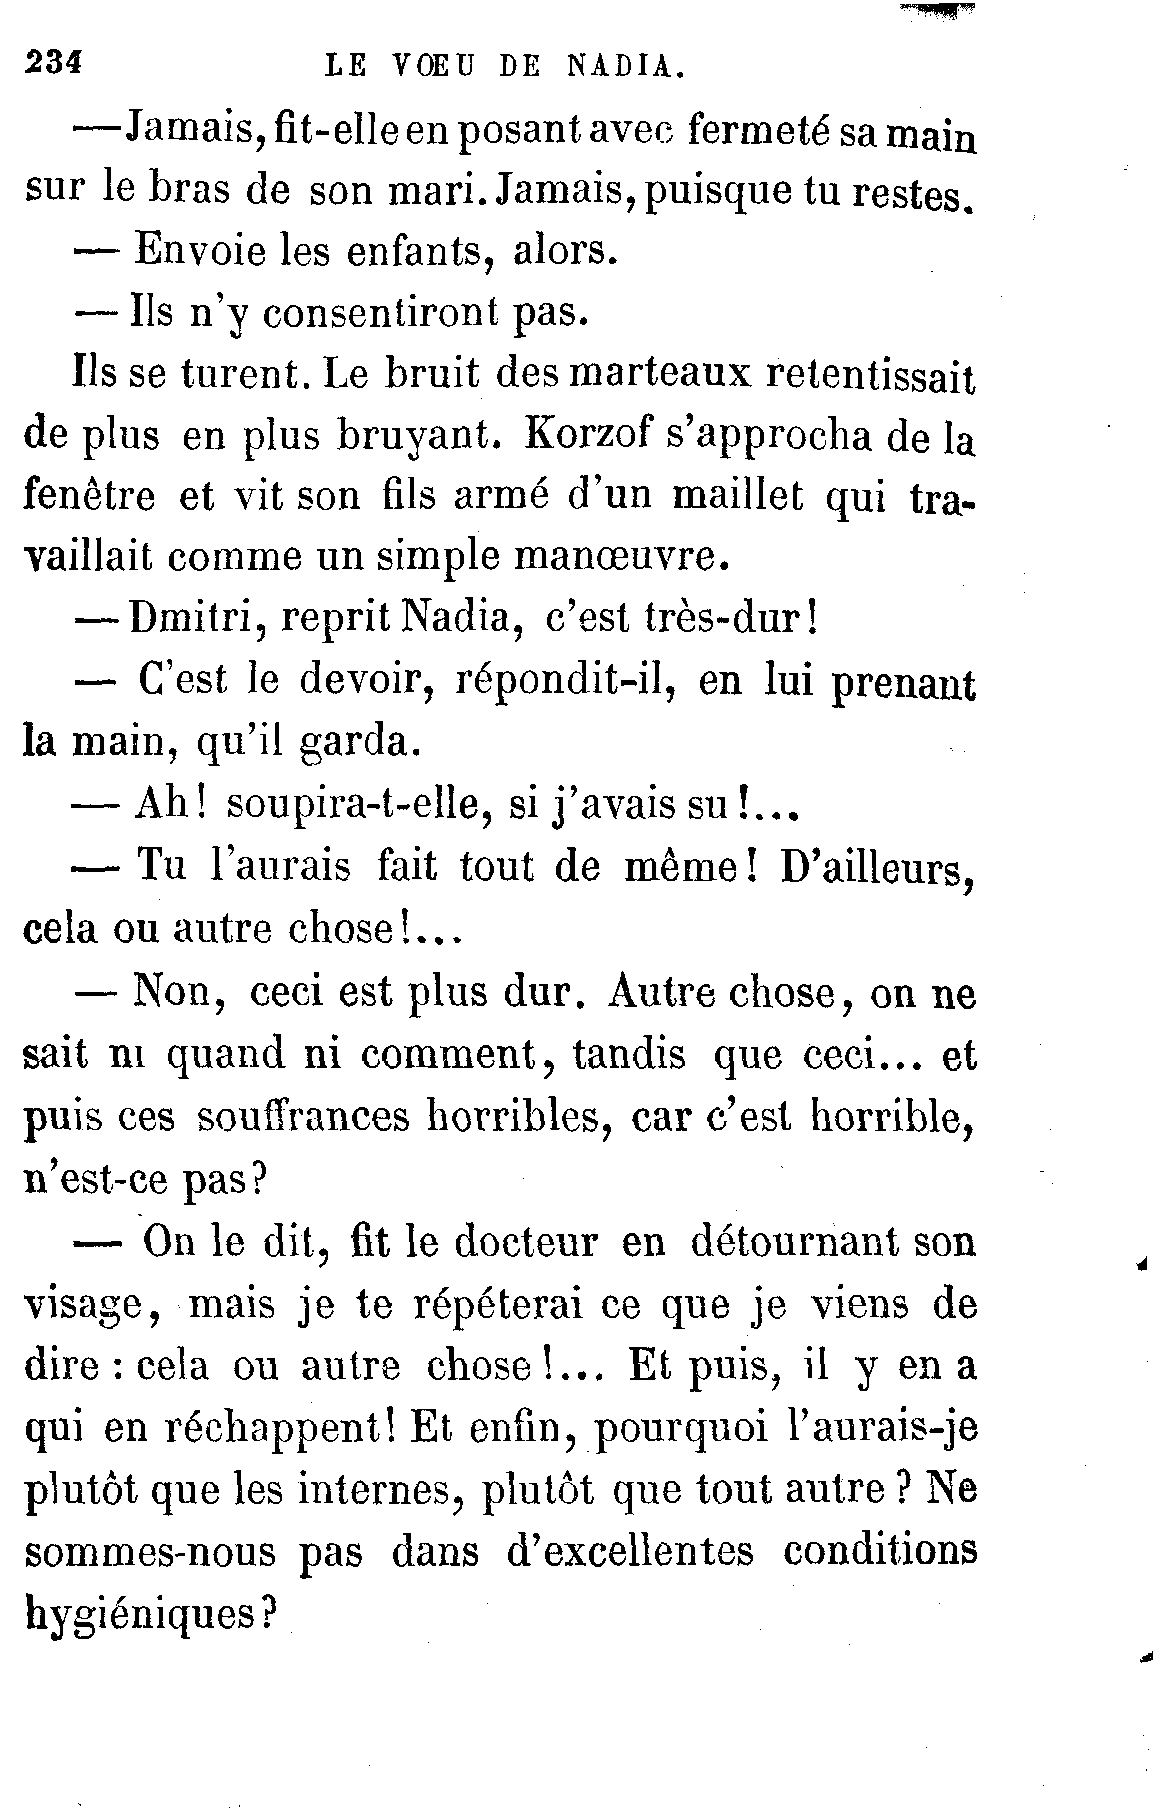 234 LE VŒU DE NADIA.
—Jamais, fit-elle en posant avec fermeté sa main
sur le bras de son mari. Jamais, puisque tu restes.
— Envoie les enfants, alors.
— Ils n'y consentiront pas.
Ils se turent. Le bruit des marteaux retentissait
de plus en plus bruyant. Korzof s'approcha de la
fenêtre et vit son fils armé d'un maillet qui tra-
vaillait comme un simple manœuvre.
— Dmitri, reprit Nadia, c'est très-dur!
— C'est le devoir, répondit-il, en lui prenant
la main, qu'il garda.
— Ah! soupira-t-elle, si j'avais su!...
— Tu l'aurais fait tout de même! D'ailleurs,
cela ou autre chose!...
— Non, ceci est plus dur. Autre chose, on ne
sait ni quand ni comment, tandis que ceci... et
puis ces souffrances horribles, car c'est horrible,
n'est-ce pas?
— On le dit, fit le docteur en détournant son
visage, mais je te répéterai ce que je viens de
dire : cela ou autre chose!... Et puis, il y en a
qui en réchappent! Et enfin, pourquoi l'aurais-je
plutôt que les internes, plutôt que tout autre? Ne
sommes-nous pas dans d'excellentes conditions
hygiéniques?